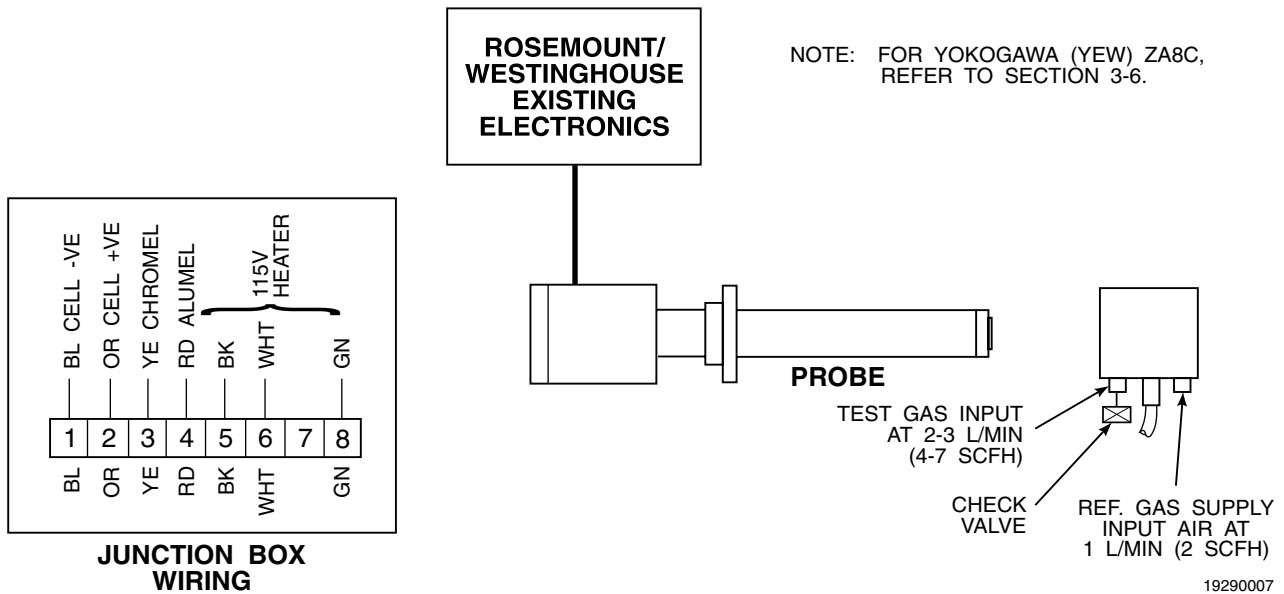 ROSEMOUNT/
WESTINGHOUSE
EXISTING
ELECTRONICS
NOTE: FOR YOKOGAWA (YEW) ZA8C,
REFER TO SECTION 3-6.
BL CELL -VE
OR CELL +VE
YE CHROMEL
RD ALUMEL
BK
WHT
115V
HEATER
GN
1 2 3 4 5 6 7 8
BL
OR
YE
RD
BK
WHT
GN
JUNCTION BOX
WIRING
PROBE
TEST GAS INPUT
AT 2-3 L/MIN
(4-7 SCFH)
CHECK
VALVE
REF. GAS SUPPLY
INPUT AIR AT
1 L/MIN (2 SCFH)
19290007